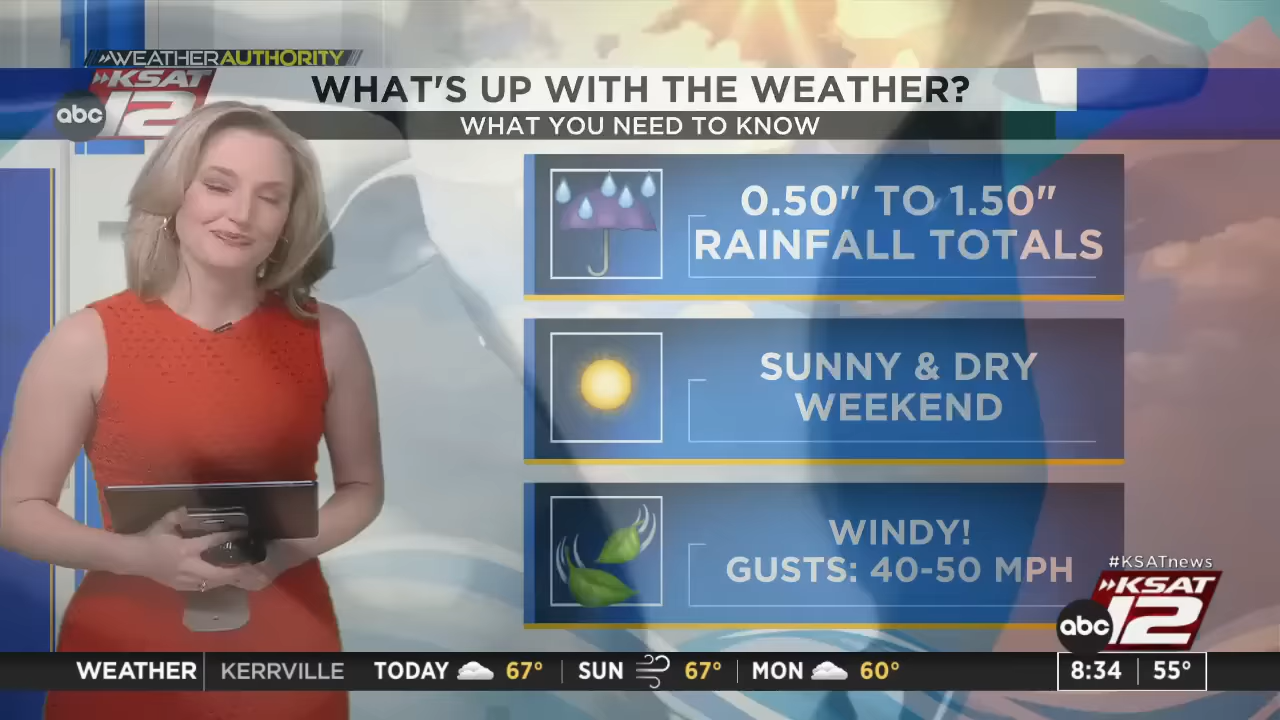 WEATHERAUTHORITY
KSAT
abc 12
WHAT'S UP WITH THE WEATHER?
WHAT YOU NEED TO KNOW
0.50" TO 1.50"
RAINFALL TOTALS
SUNNY & DRY
WEEKEND
WINDY!
GUSTS: 40-50 MPH
#KSATnews
KSAT
abc 12
WEATHER KERRVILLE TODAY 67° SUN 67° MON 60° 8:34 55°